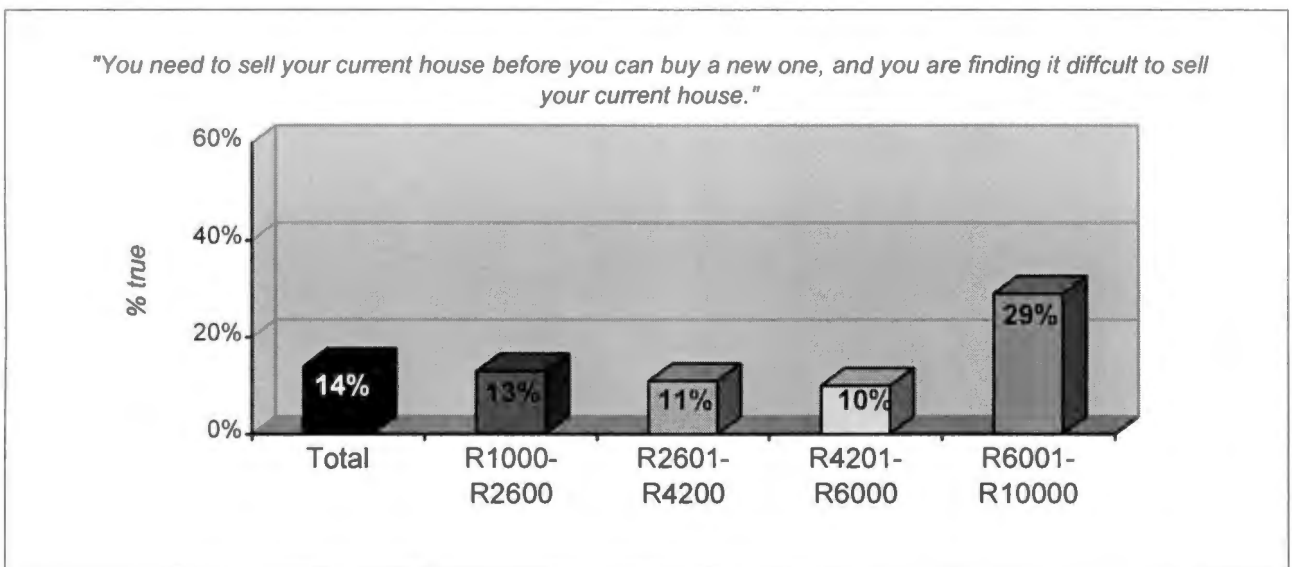 "You need to sell your current house before you can buy a new one, and you are finding it diffcult to sell
your current house."
60%
40%
20%
0%
% true
14%
13%
11%
10%
29%
Total
R1000-
R2600
R2601-
R4200
R4201-
R6000
R6001-
R10000